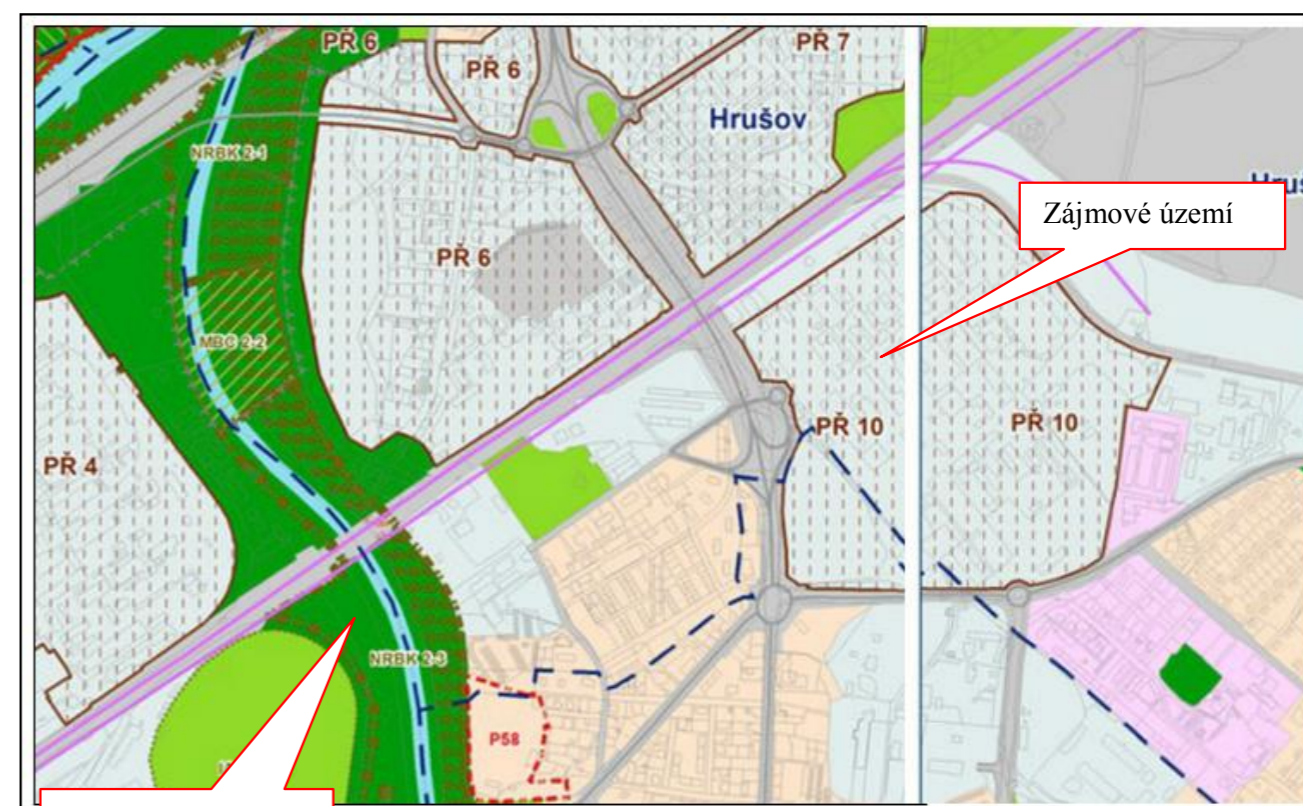 PŘ 6
PŘ 6
PŘ 7
Hrušov
NRBK 2-1
Zájmové území
PŘ 6
MBC 2-2
PŘ 10
PŘ 10
PŘ 4
NRBK 2-3
P58